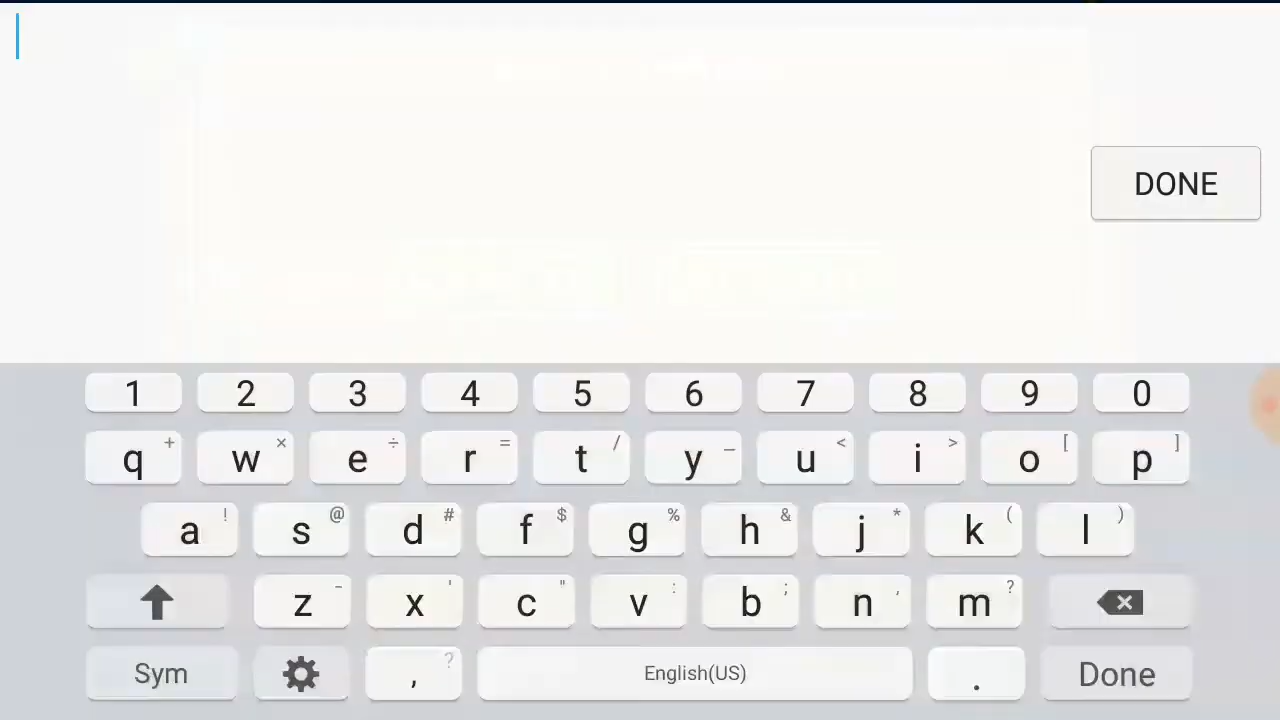 DONE
1 2 3 4 5 6 7 8 9 0
q + w × e ÷ r = t / y _ u < i > o [ p ]
a ! s @ d # f $ g % h & j * k ( l )
z - x ' c " v : b ; n , m ?
Sym , ? English(US) . Done